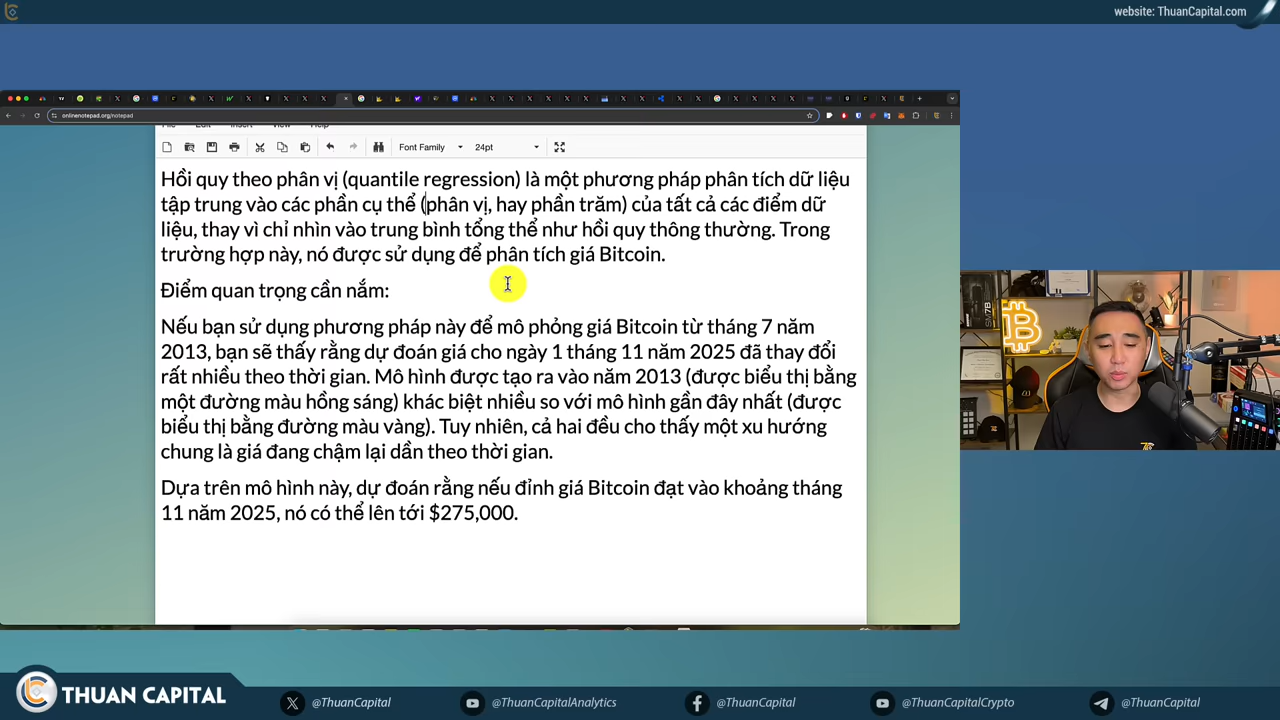 website: ThuanCapital.com
onlinenotepad.org/notepad
File Edit Insert View Help
Font Family 24pt
Hồi quy theo phân vị (quantile regression) là một phương pháp phân tích dữ liệu
tập trung vào các phần cụ thể (phân vị, hay phần trăm) của tất cả các điểm dữ
liệu, thay vì chỉ nhìn vào trung bình tổng thể như hồi quy thông thường. Trong
trường hợp này, nó được sử dụng để phân tích giá Bitcoin.
Điểm quan trọng cần nắm:
Nếu bạn sử dụng phương pháp này để mô phỏng giá Bitcoin từ tháng 7 năm
2013, bạn sẽ thấy rằng dự đoán giá cho ngày 1 tháng 11 năm 2025 đã thay đổi
rất nhiều theo thời gian. Mô hình được tạo ra vào năm 2013 (được biểu thị bằng
một đường màu hồng sáng) khác biệt nhiều so với mô hình gần đây nhất (được
biểu thị bằng đường màu vàng). Tuy nhiên, cả hai đều cho thấy một xu hướng
chung là giá đang chậm lại dần theo thời gian.
Dựa trên mô hình này, dự đoán rằng nếu đỉnh giá Bitcoin đạt vào khoảng tháng
11 năm 2025, nó có thể lên tới $275,000.
SM7B
THUAN CAPITAL
@ThuanCapital
@ThuanCapitalAnalytics
@ThuanCapital
@ThuanCapitalCrypto
@ThuanCapital